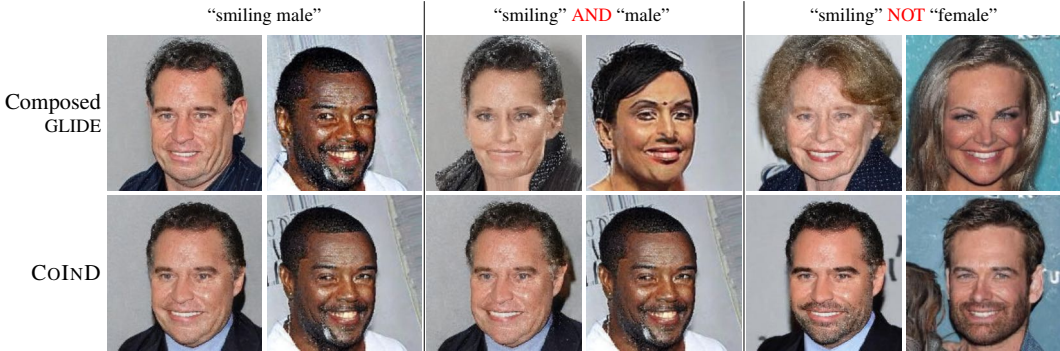 “smiling male”
“smiling” AND “male”
“smiling” NOT “female”
Composed
GLIDE
COIND